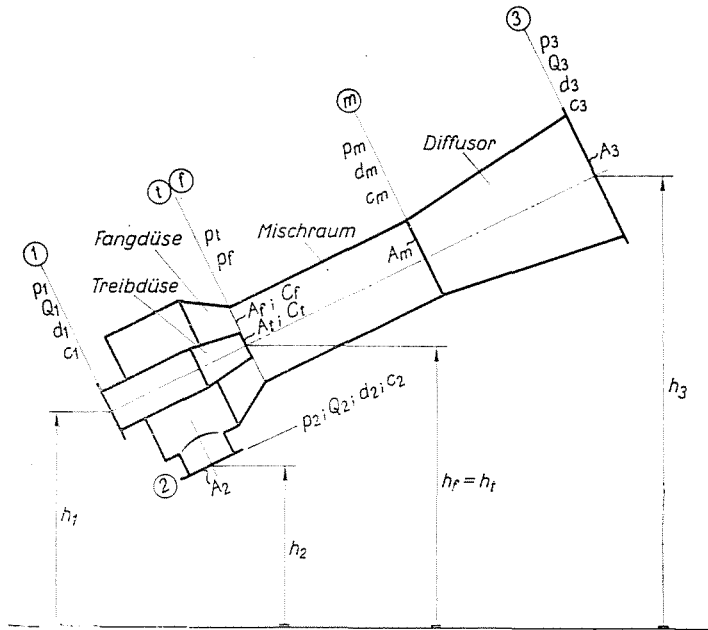 3
p3
Q3
d3
c3
m
pm
dm
cm
Diffusor
A3
t f
pt
pf
Mischraum
Am
Fangdüse
Treibdüse
1
p1
Q1
d1
c1
Af; Cf
At; Ct
p2; Q2; d2; c2
2
A2
h1
h2
hf = ht
h3